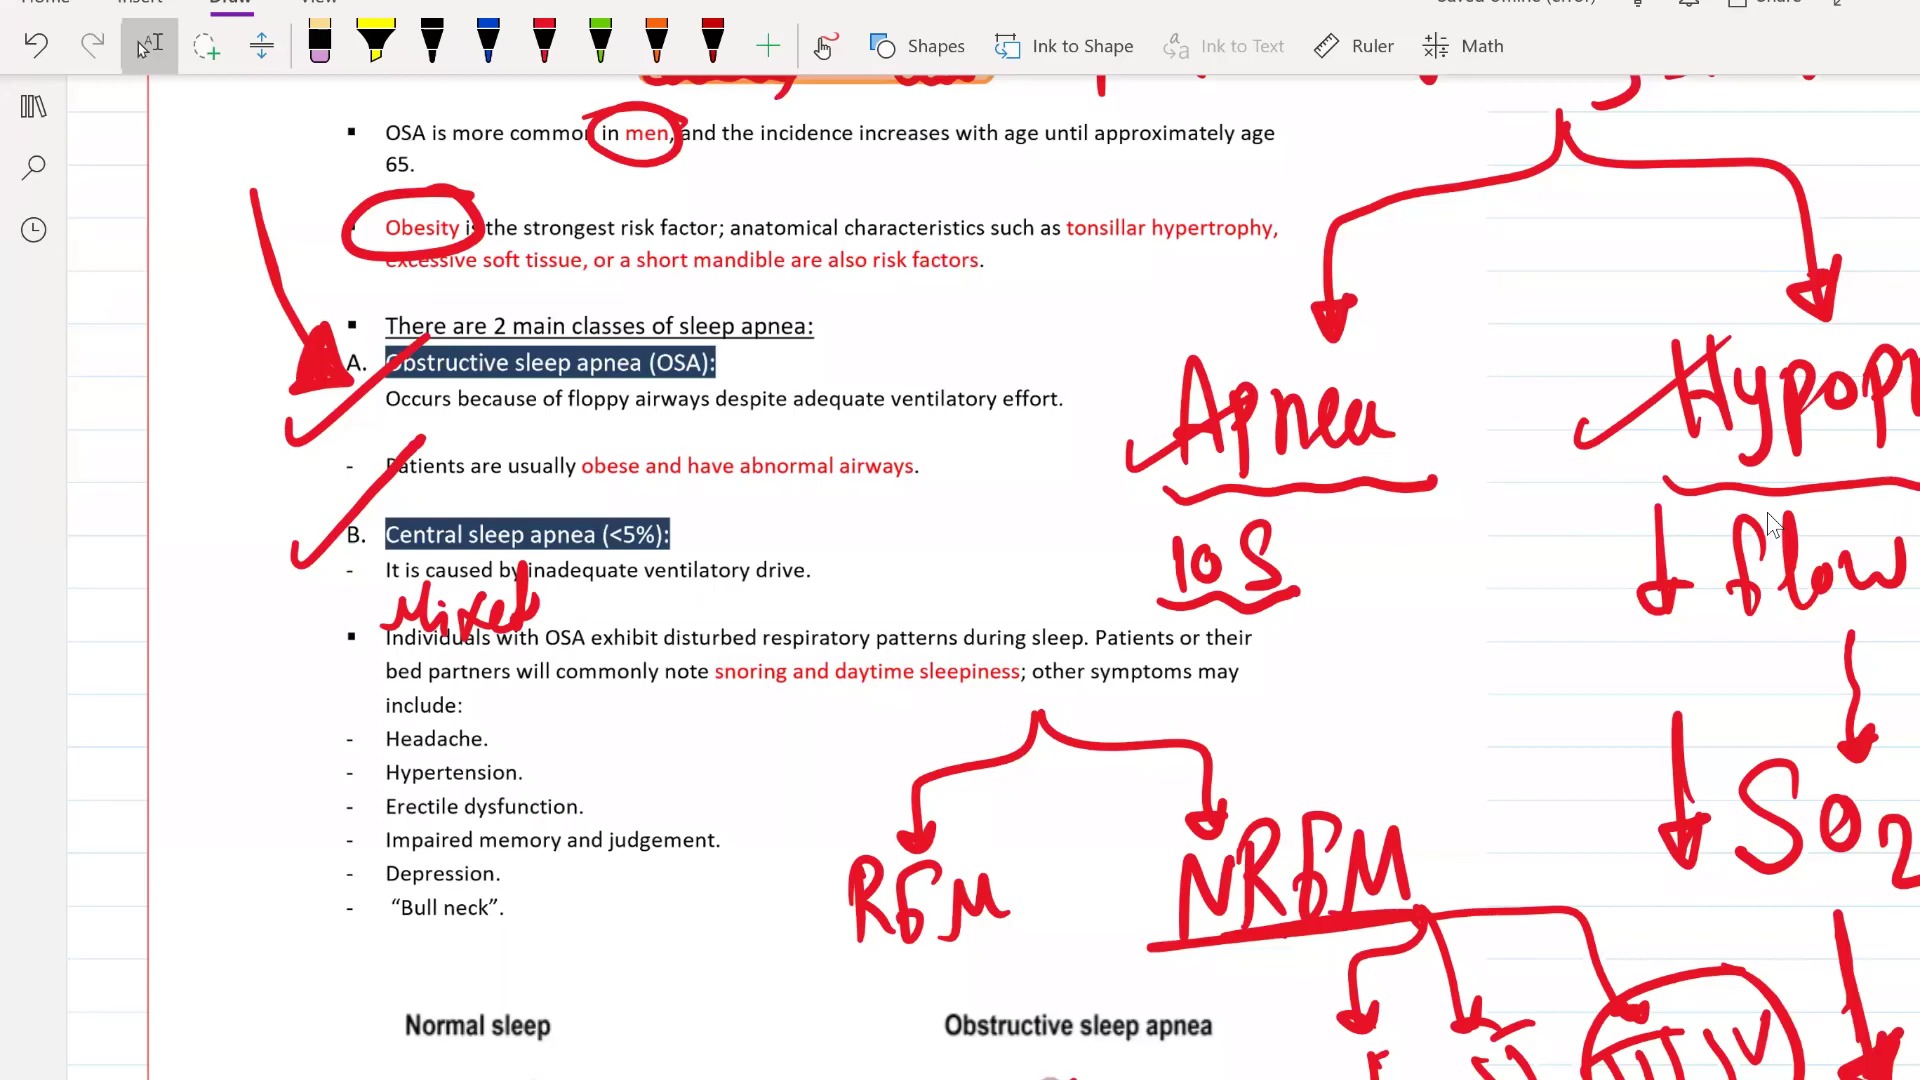 Draw
Shapes
Ink to Shape
Ink to Text
Ruler
Math
OSA is more common in men, and the incidence increases with age until approximately age
65.
Obesity is the strongest risk factor; anatomical characteristics such as tonsillar hypertrophy,
excessive soft tissue, or a short mandible are also risk factors.
There are 2 main classes of sleep apnea:
A. Obstructive sleep apnea (OSA):
Occurs because of floppy airways despite adequate ventilatory effort.
Apnea
- Patients are usually obese and have abnormal airways.
B. Central sleep apnea (<5%):
10 S
↓ flow
- It is caused by inadequate ventilatory drive.
Mixed
Individuals with OSA exhibit disturbed respiratory patterns during sleep. Patients or their
bed partners will commonly note snoring and daytime sleepiness; other symptoms may
include:
- Headache.
- Hypertension.
- Erectile dysfunction.
- Impaired memory and judgement.
- Depression.
- "Bull neck".
↓ SO2
REM
NREM
III IV
Normal sleep
Obstructive sleep apnea